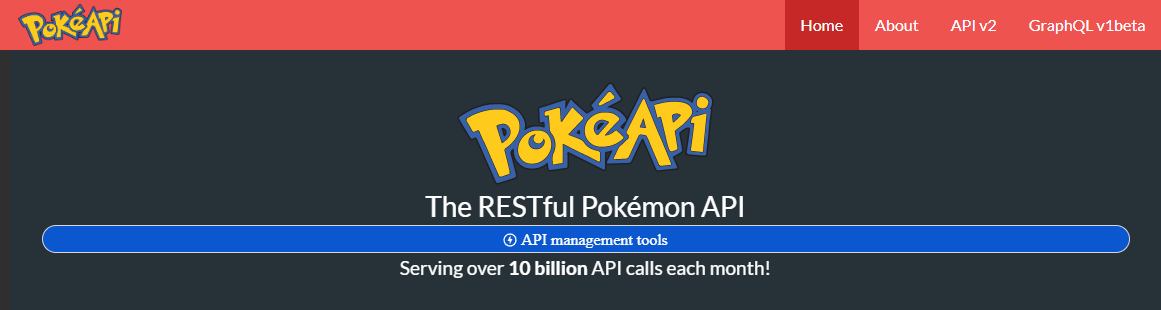 PokéApi
Home
About
API v2
GraphQL v1beta
PokéApi
The RESTful Pokémon API
API management tools
Serving over 10 billion API calls each month!